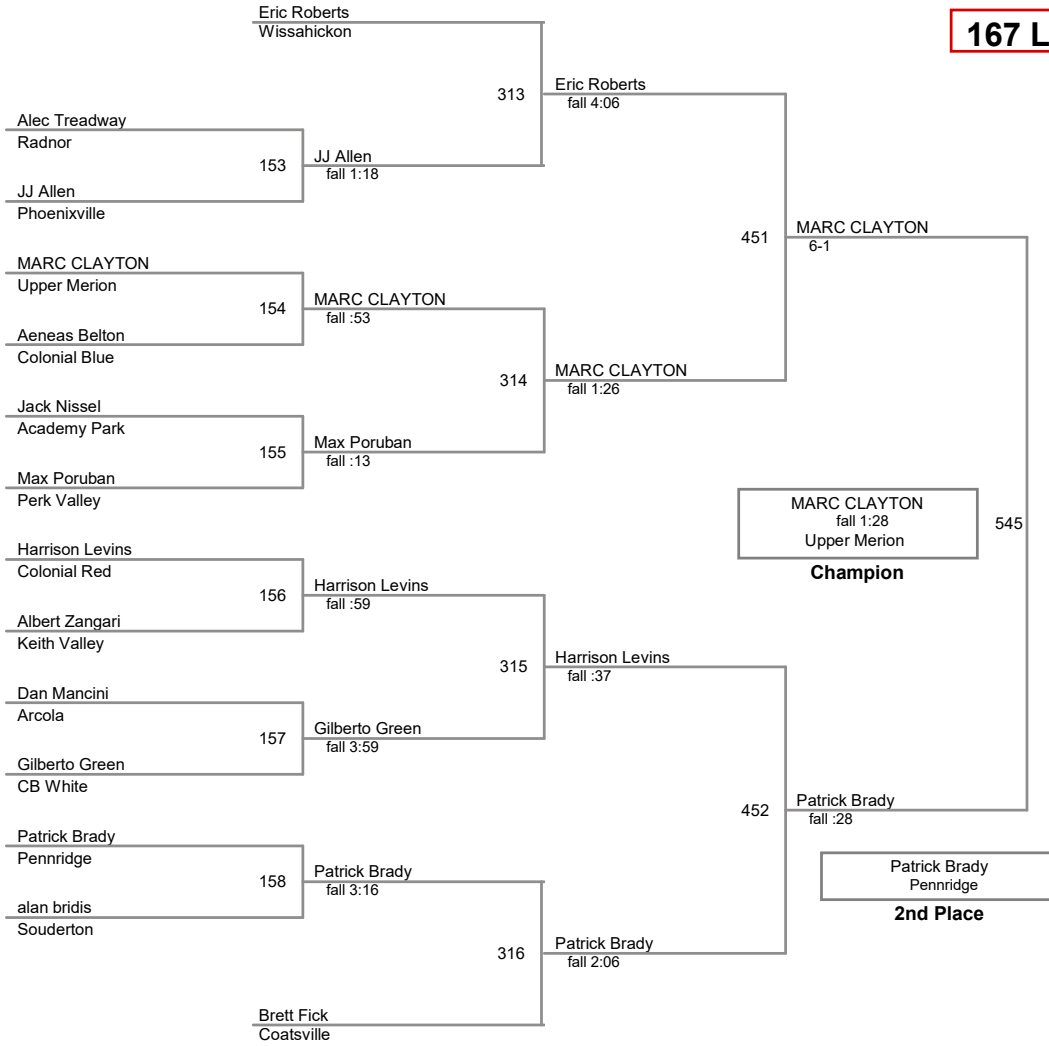 Eric Roberts
Wissahickon
167 L
313
Eric Roberts
fall 4:06
Alec Treadway
Radnor
153
JJ Allen
fall 1:18
JJ Allen
Phoenixville
451
MARC CLAYTON
6-1
MARC CLAYTON
Upper Merion
154
MARC CLAYTON
fall :53
Aeneas Belton
Colonial Blue
314
MARC CLAYTON
fall 1:26
Jack Nissel
Academy Park
155
Max Poruban
fall :13
Max Poruban
Perk Valley
MARC CLAYTON
fall 1:28
Upper Merion
Champion
545
Harrison Levins
Colonial Red
156
Harrison Levins
fall :59
Albert Zangari
Keith Valley
315
Harrison Levins
fall :37
Dan Mancini
Arcola
157
Gilberto Green
fall 3:59
Gilberto Green
CB White
452
Patrick Brady
fall :28
Patrick Brady
Pennridge
158
Patrick Brady
fall 3:16
alan bridis
Souderton
Patrick Brady
Pennridge
2nd Place
316
Patrick Brady
fall 2:06
Brett Fick
Coatsville